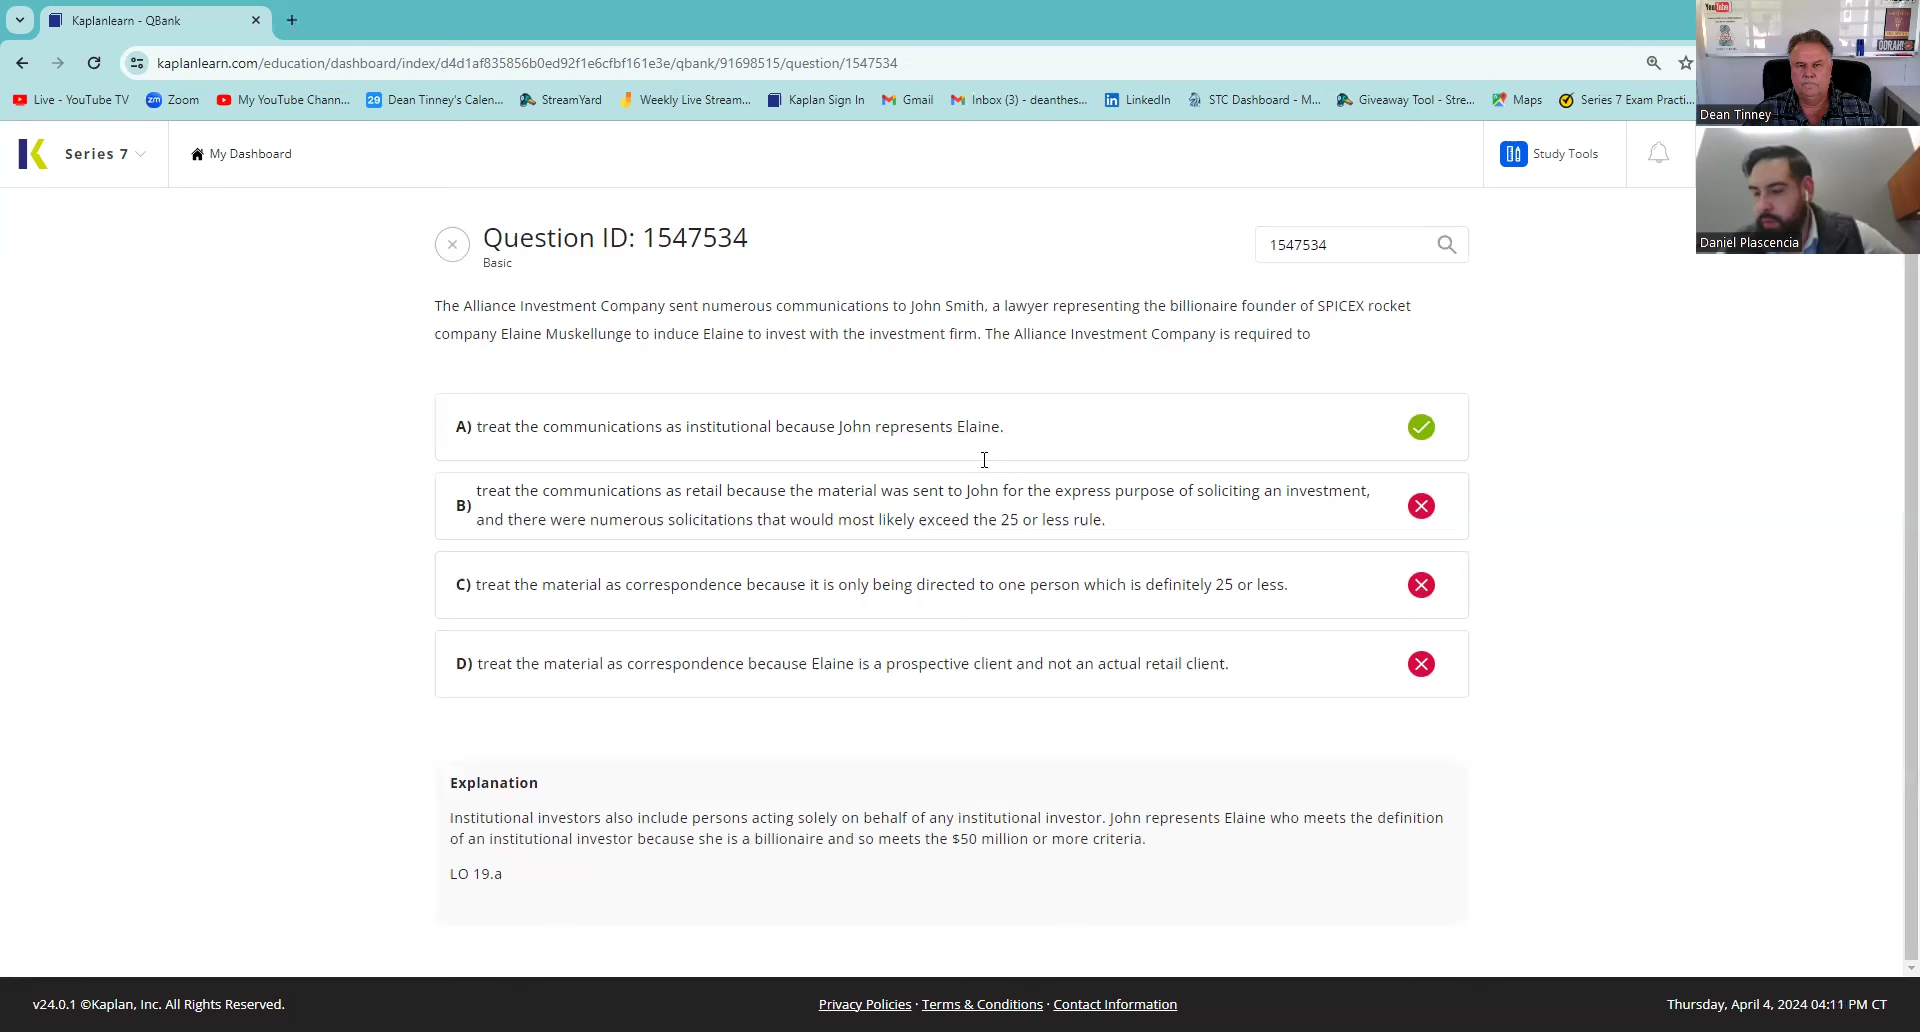 Kaplanlearn - QBank
kaplanlearn.com/education/dashboard/index/d4d1af835856b0ed92f1e6cfbf161e3e/qbank/91698515/question/1547534
Live - YouTube TV
zm Zoom
My YouTube Chann...
29 Dean Tinney's Calen...
StreamYard
Weekly Live Stream...
Kaplan Sign In
Gmail
Inbox (3) - deanthes...
LinkedIn
STC Dashboard - M...
Giveaway Tool - Stre...
Maps
Series 7 Exam Practi...
YouTube
OORAH!
Dean Tinney
Daniel Plascencia
Series 7
My Dashboard
Study Tools
Question ID: 1547534
Basic
1547534
The Alliance Investment Company sent numerous communications to John Smith, a lawyer representing the billionaire founder of SPICEX rocket
company Elaine Muskellunge to induce Elaine to invest with the investment firm. The Alliance Investment Company is required to
A) treat the communications as institutional because John represents Elaine.
B) treat the communications as retail because the material was sent to John for the express purpose of soliciting an investment,
and there were numerous solicitations that would most likely exceed the 25 or less rule.
C) treat the material as correspondence because it is only being directed to one person which is definitely 25 or less.
D) treat the material as correspondence because Elaine is a prospective client and not an actual retail client.
Explanation
Institutional investors also include persons acting solely on behalf of any institutional investor. John represents Elaine who meets the definition
of an institutional investor because she is a billionaire and so meets the $50 million or more criteria.
LO 19.a
v24.0.1 ©Kaplan, Inc. All Rights Reserved.
Privacy Policies · Terms & Conditions · Contact Information
Thursday, April 4, 2024 04:11 PM CT